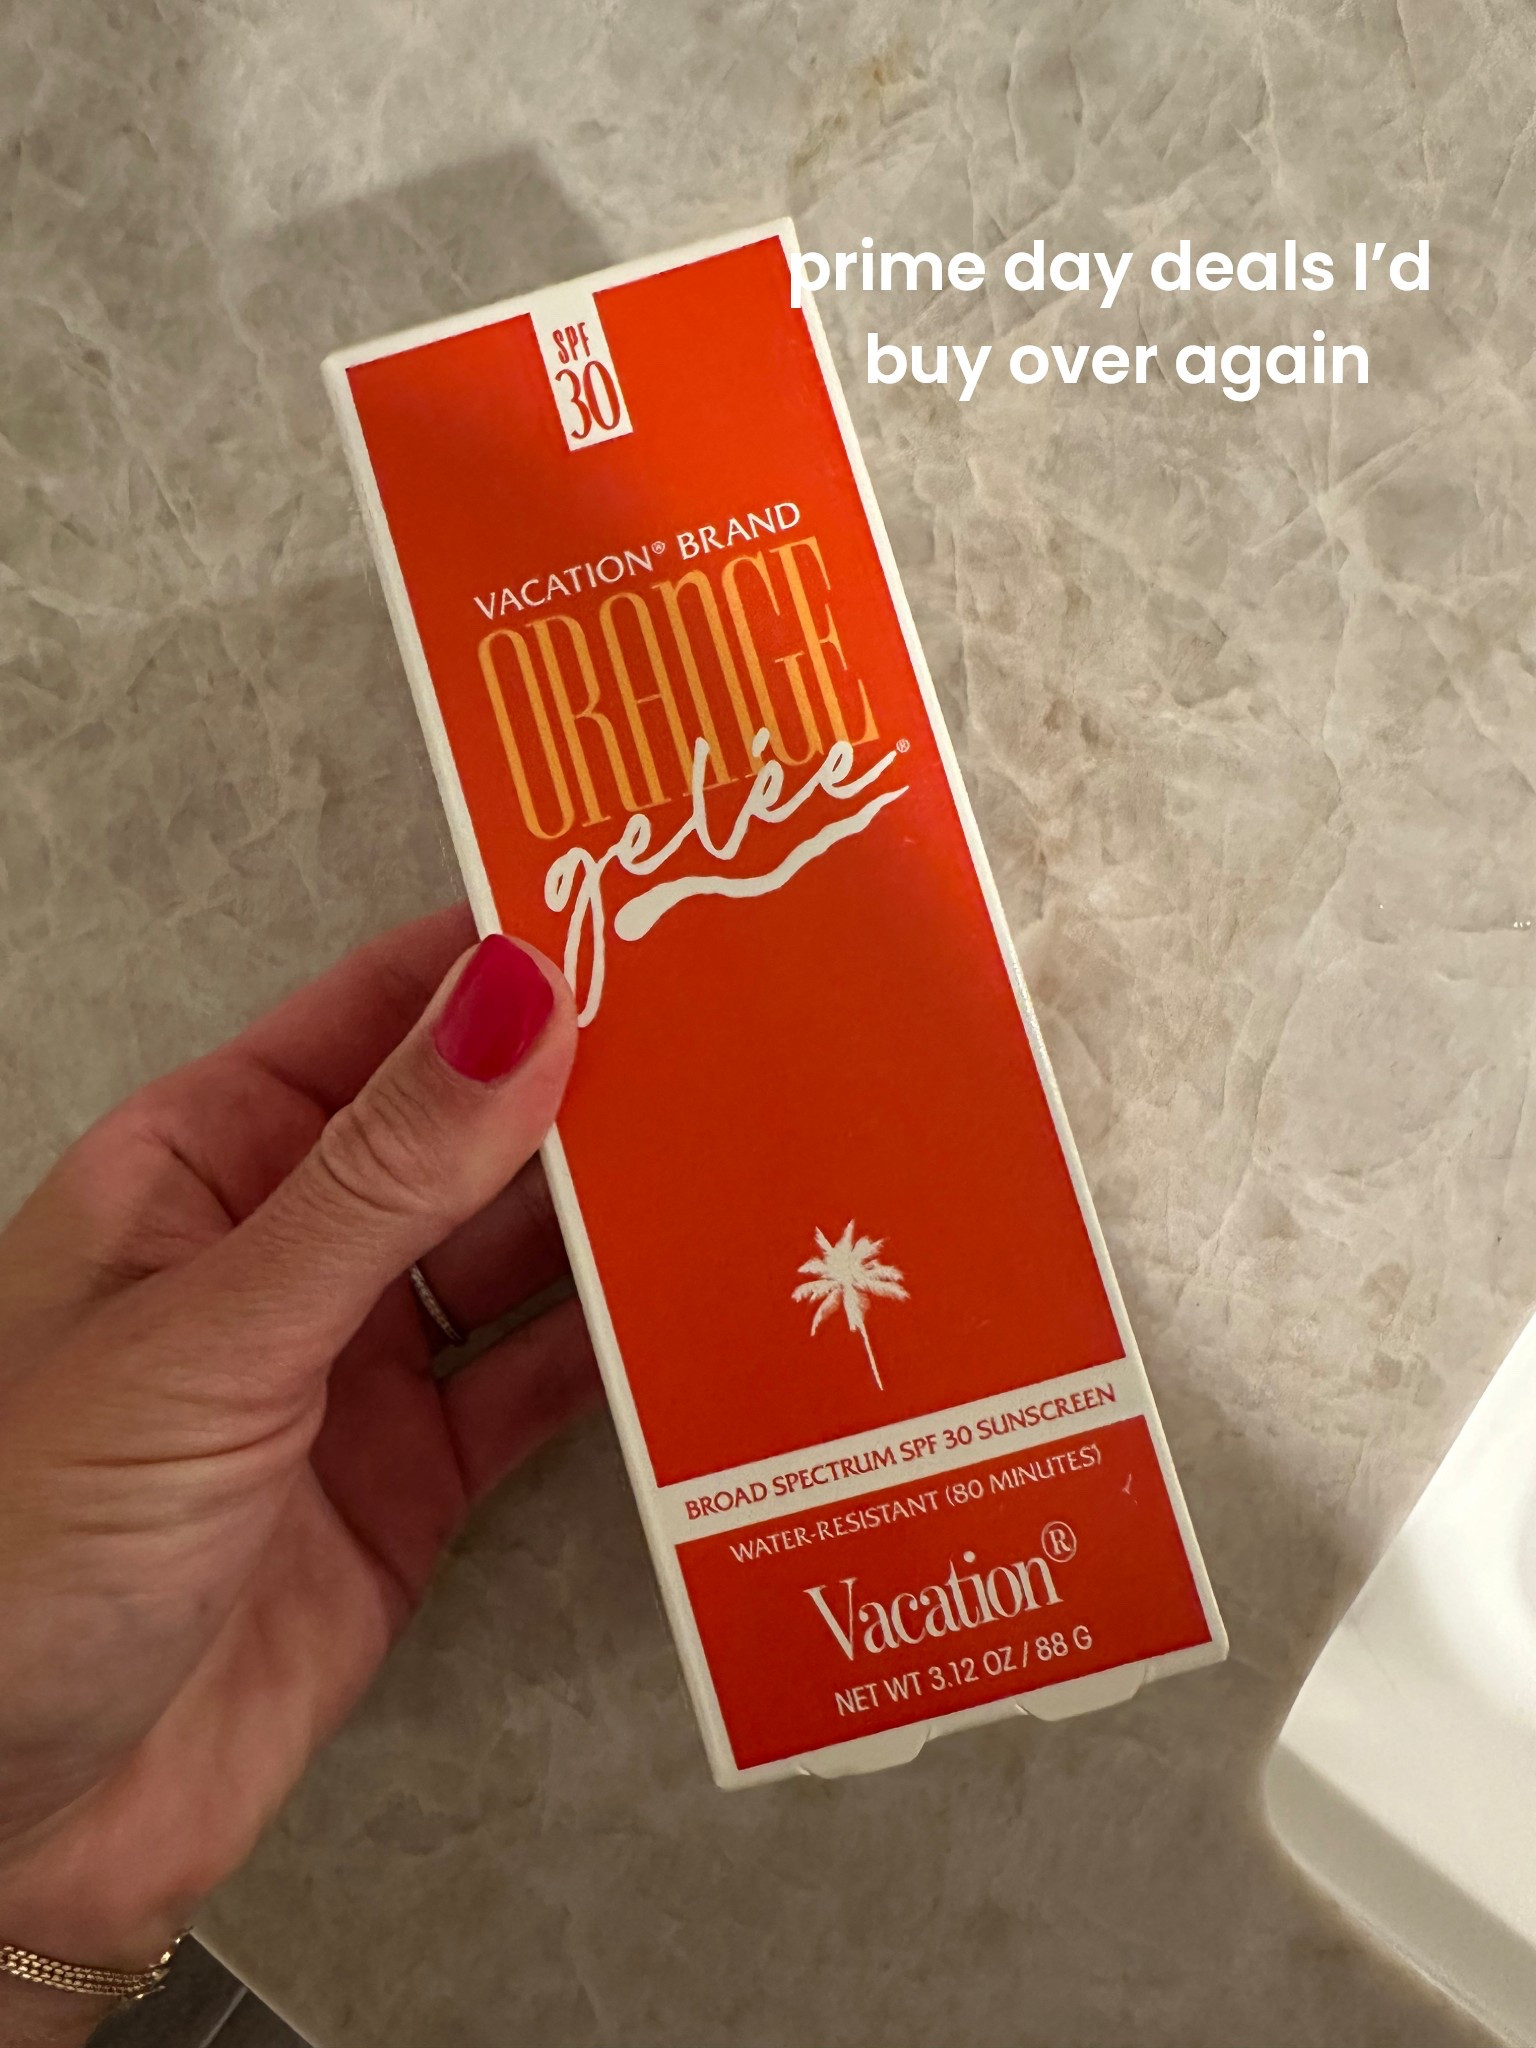 prime day deals I’d
buy over again
SPF
30
VACATION® BRAND
ORANGE
gelée®
BROAD SPECTRUM SPF 30 SUNSCREEN
WATER-RESISTANT (80 MINUTES)
Vacation®
NET WT 3.12 OZ / 88 G